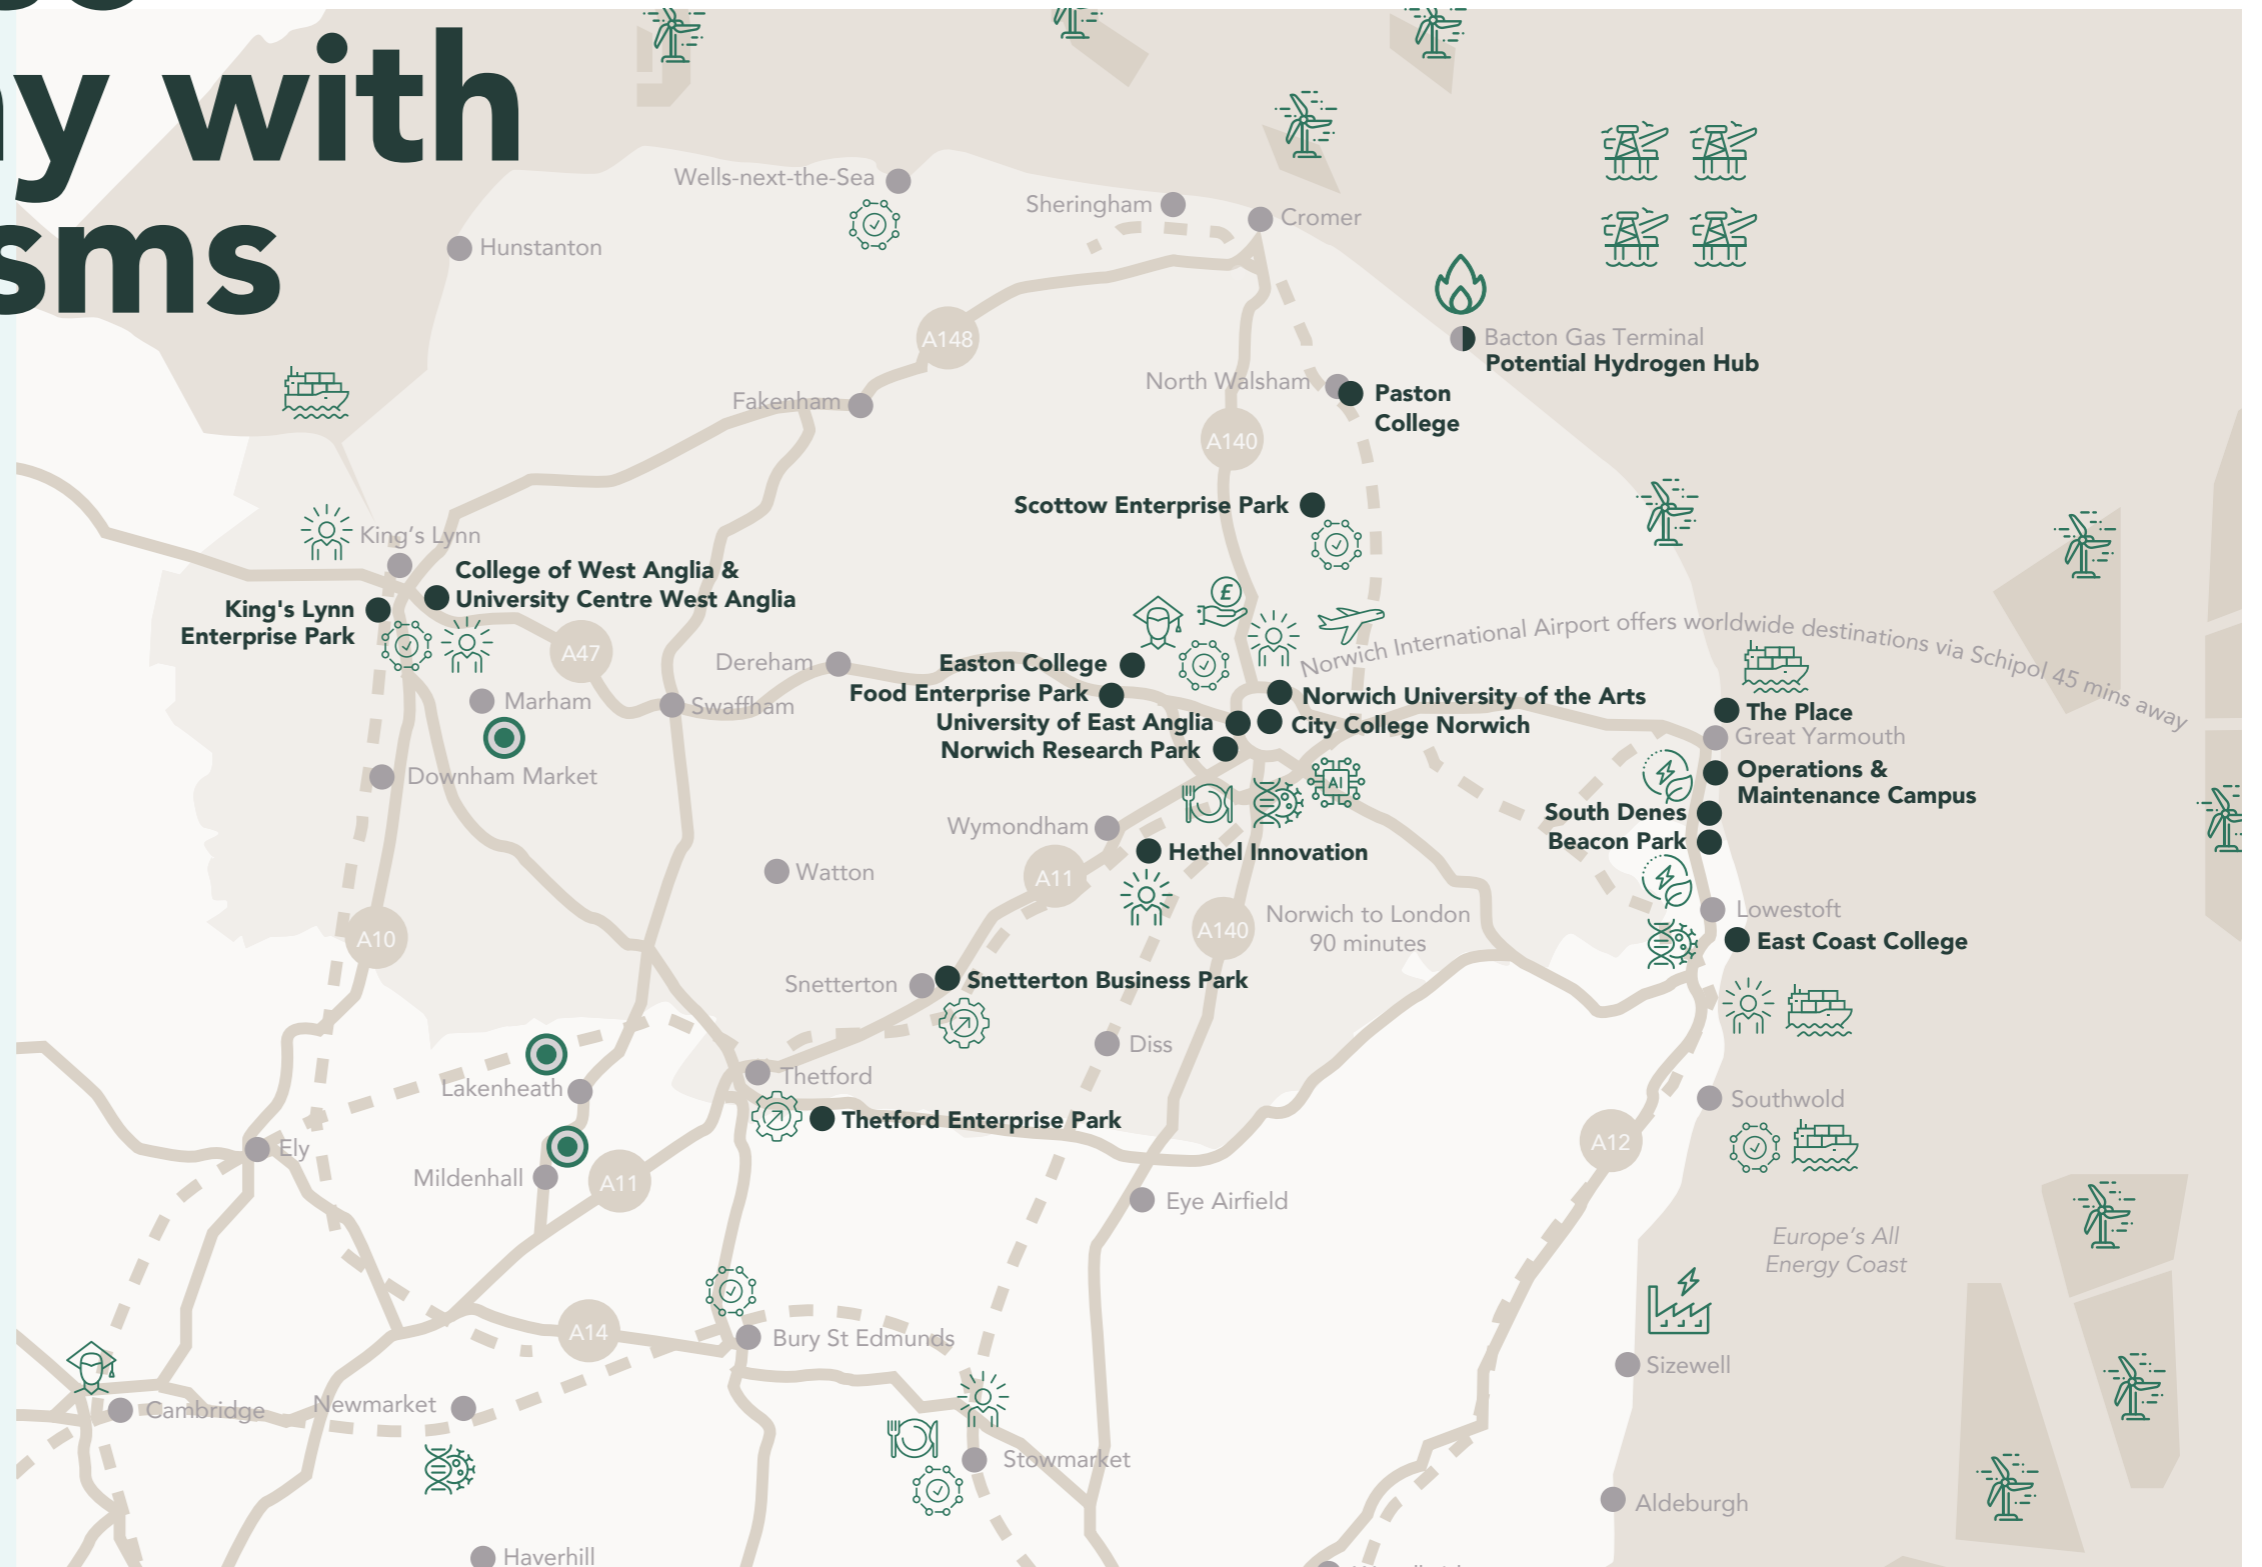 y with
sms
Wells-next-the-Sea
Sheringham
Cromer
Hunstanton
A148
Bacton Gas Terminal
Potential Hydrogen Hub
North Walsham
Paston
College
Fakenham
A140
Scottow Enterprise Park
King's Lynn
College of West Anglia &
University Centre West Anglia
King's Lynn
Enterprise Park
£
Norwich International Airport offers worldwide destinations via Schipol 45 mins away
A47
Dereham
Easton College
Food Enterprise Park
Marham
Swaffham
Norwich University of the Arts
University of East Anglia
City College Norwich
Norwich Research Park
The Place
Great Yarmouth
Downham Market
AI
Operations &
Maintenance Campus
South Denes
Beacon Park
Wymondham
Hethel Innovation
Watton
A11
Lowestoft
East Coast College
A10
A140
Norwich to London
90 minutes
Snetterton
Snetterton Business Park
Diss
Lakenheath
Thetford
Thetford Enterprise Park
Southwold
A12
Ely
Mildenhall
A11
Eye Airfield
Europe's All
Energy Coast
A14
Bury St Edmunds
Sizewell
Cambridge
Newmarket
Stowmarket
Aldeburgh
Haverhill